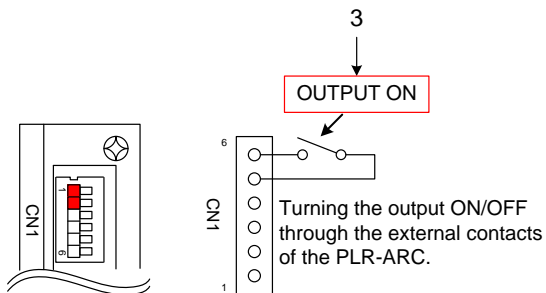 3
OUTPUT ON
6
1
CN1
6
CN1
Turning the output ON/OFF
through the external contacts
of the PLR-ARC.
1